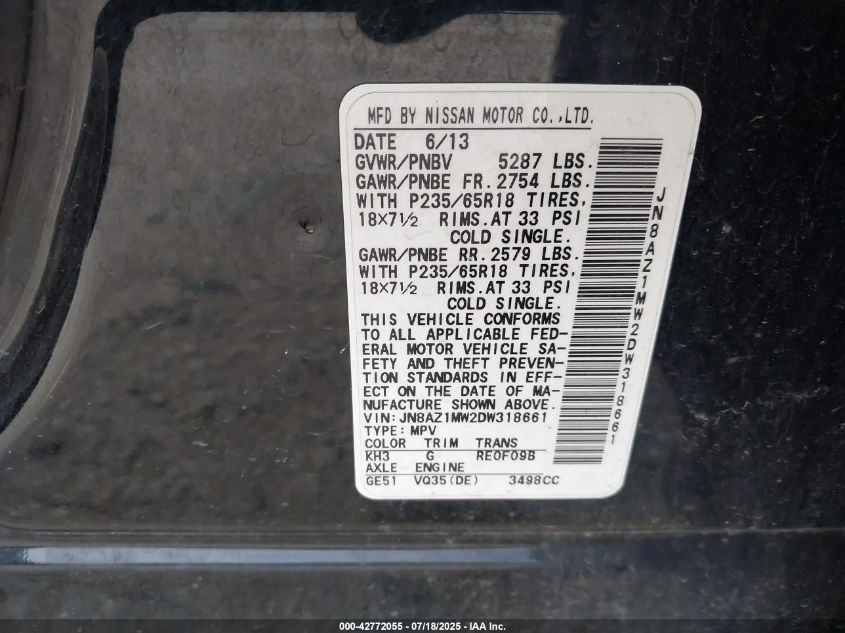 MFD BY NISSAN MOTOR CO.,LTD.
DATE 6/13
GVWR/PNBV 5287 LBS.
GAWR/PNBE FR. 2754 LBS.
WITH P235/65R18 TIRES,
18×7½ RIMS.AT 33 PSI
COLD SINGLE.
GAWR/PNBE RR. 2579 LBS.
WITH P235/65R18 TIRES,
18×7½ RIMS.AT 33 PSI
COLD SINGLE.
THIS VEHICLE CONFORMS
TO ALL APPLICABLE FED-
ERAL MOTOR VEHICLE SA-
FETY AND THEFT PREVEN-
TION STANDARDS IN EFF-
ECT ON THE DATE OF MA-
NUFACTURE SHOWN ABOVE.
VIN:JN8AZ1MW2DW318661
TYPE:MPV
COLOR TRIM TRANS
KH3 G RE0F09B
AXLE ENGINE
GE51 VQ35(DE) 3498CC
JN8AZ1MW2DW318661
000-42772055 - 07/18/2025 - IAA Inc.